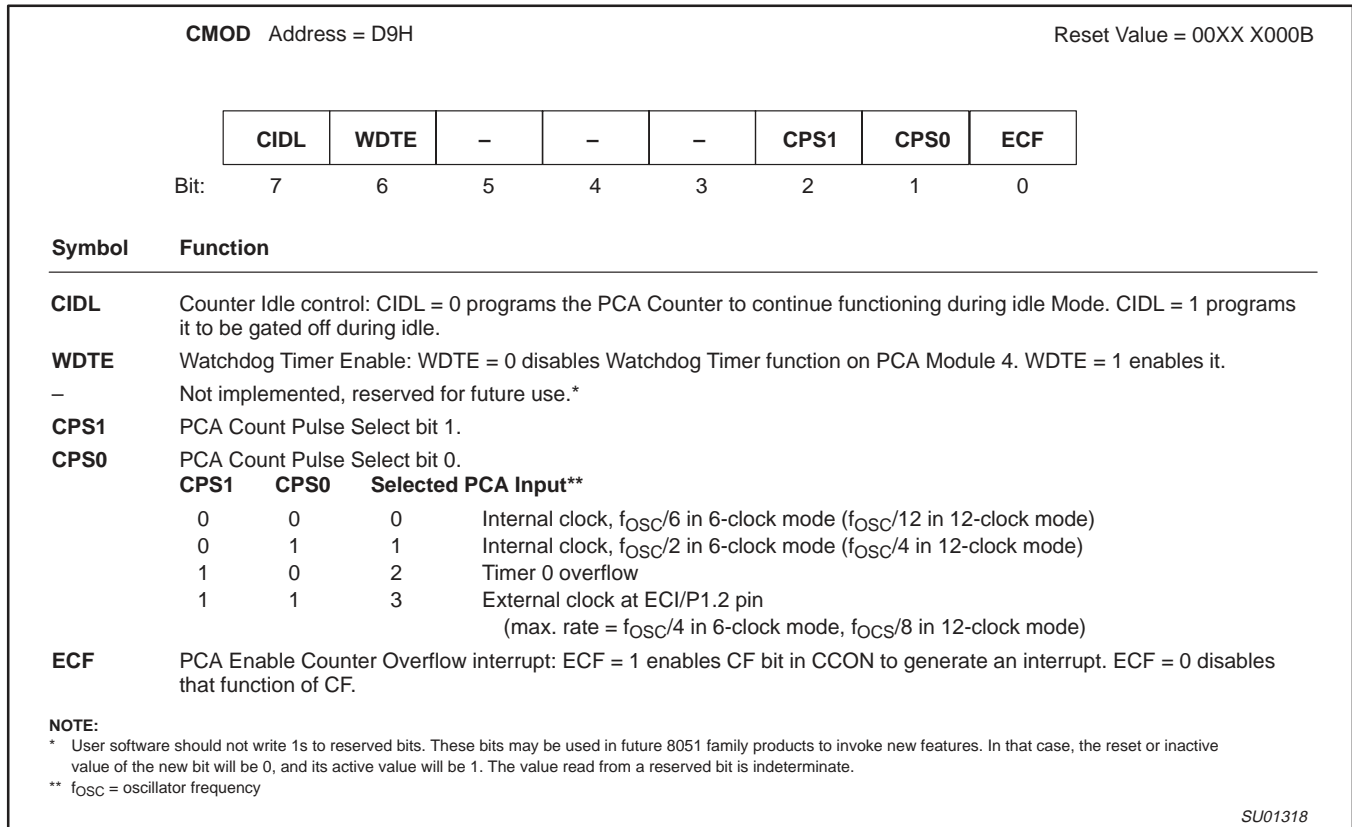 CMOD Address = D9H Reset Value = 00XX X000B
CIDL WDTE – – – CPS1 CPS0 ECF
Bit: 7 6 5 4 3 2 1 0
Symbol Function
CIDL Counter Idle control: CIDL = 0 programs the PCA Counter to continue functioning during idle Mode. CIDL = 1 programs
it to be gated off during idle.
WDTE Watchdog Timer Enable: WDTE = 0 disables Watchdog Timer function on PCA Module 4. WDTE = 1 enables it.
– Not implemented, reserved for future use.*
CPS1 PCA Count Pulse Select bit 1.
CPS0 PCA Count Pulse Select bit 0.
CPS1 CPS0 Selected PCA Input**
0 0 0 Internal clock, fOSC/6 in 6-clock mode (fOSC/12 in 12-clock mode)
0 1 1 Internal clock, fOSC/2 in 6-clock mode (fOSC/4 in 12-clock mode)
1 0 2 Timer 0 overflow
1 1 3 External clock at ECI/P1.2 pin
(max. rate = fOSC/4 in 6-clock mode, fOCS/8 in 12-clock mode)
ECF PCA Enable Counter Overflow interrupt: ECF = 1 enables CF bit in CCON to generate an interrupt. ECF = 0 disables
that function of CF.
NOTE:
* User software should not write 1s to reserved bits. These bits may be used in future 8051 family products to invoke new features. In that case, the reset or inactive
value of the new bit will be 0, and its active value will be 1. The value read from a reserved bit is indeterminate.
** fOSC = oscillator frequency
SU01318